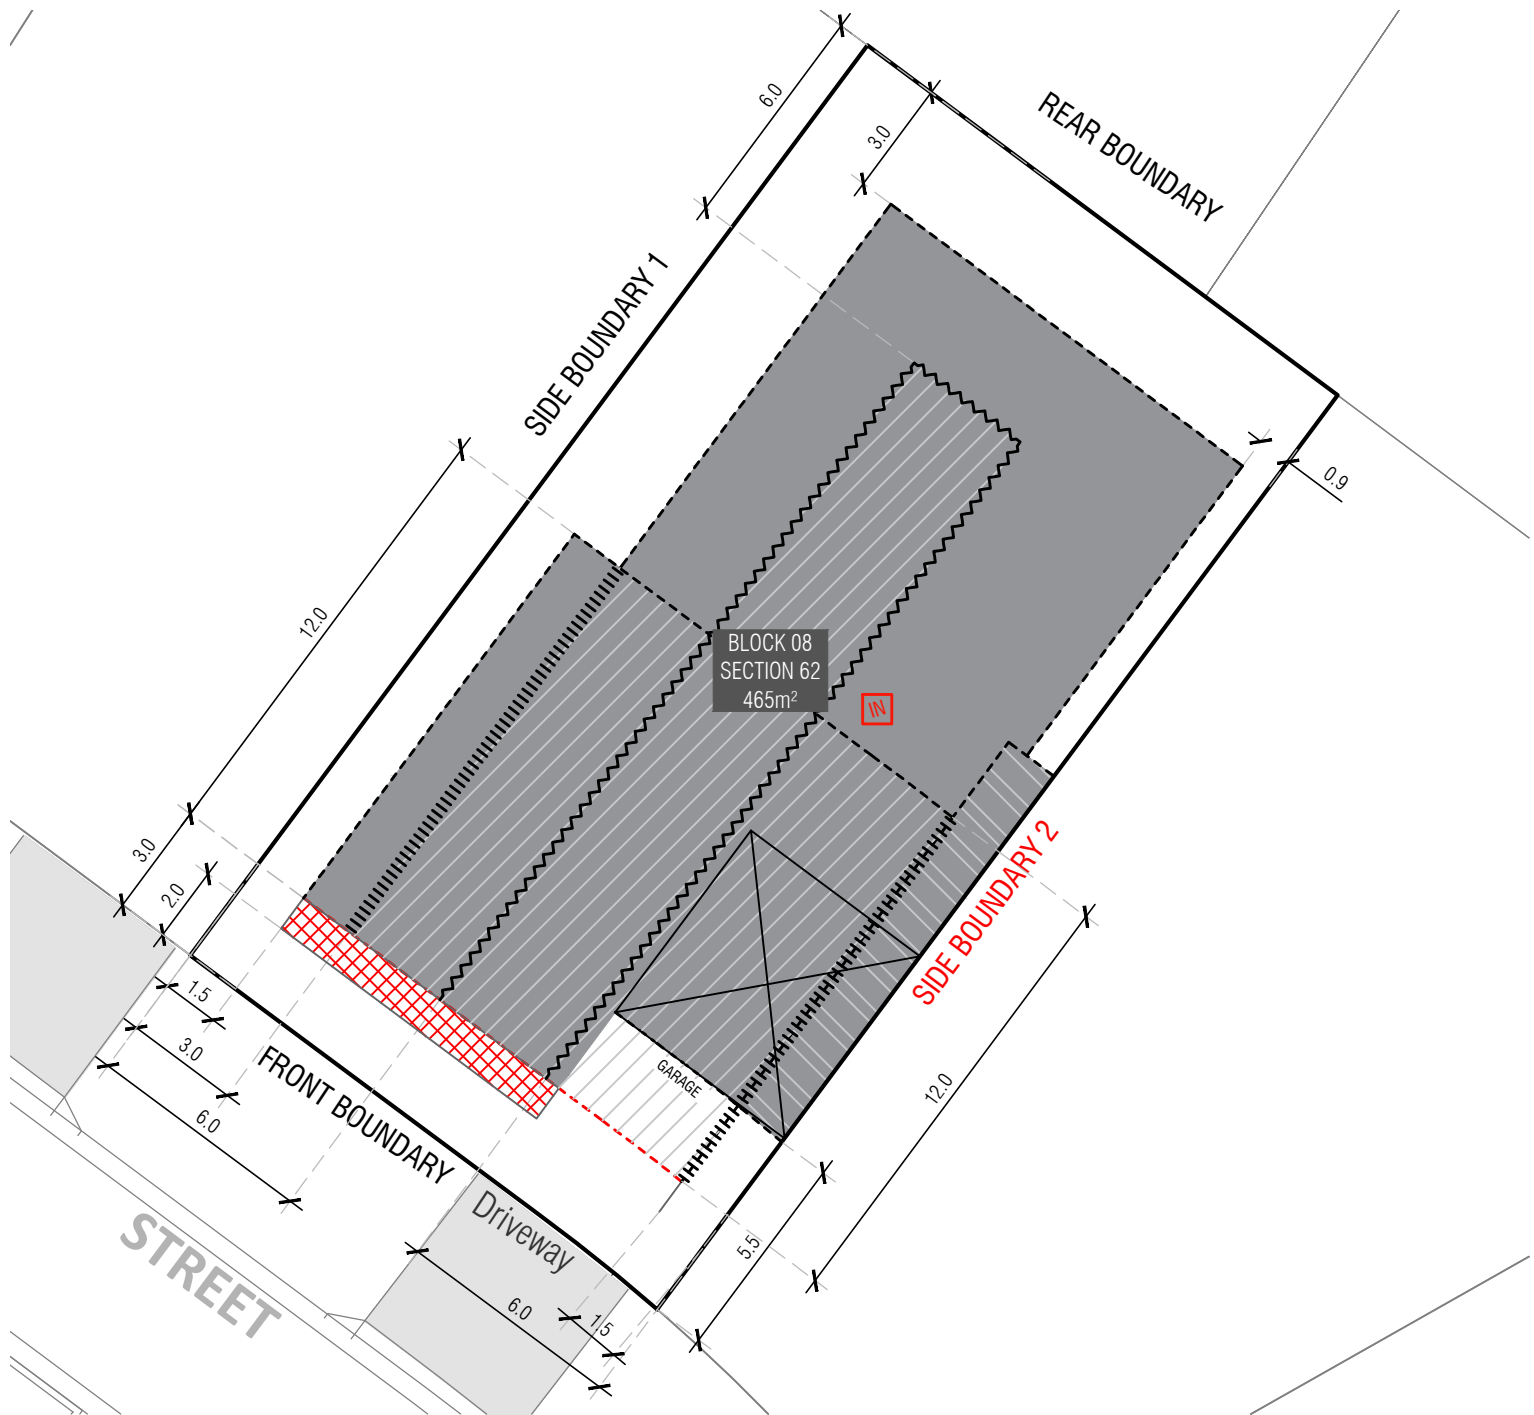 6.0
3.0
REAR BOUNDARY
SIDE BOUNDARY 1
0.9
12.0
BLOCK 08
SECTION 62
465m²
IN
3.0
2.0
SIDE BOUNDARY 2
1.5
3.0
6.0
FRONT BOUNDARY
GARAGE
12.0
Driveway
5.5
STREET
6.0
1.5